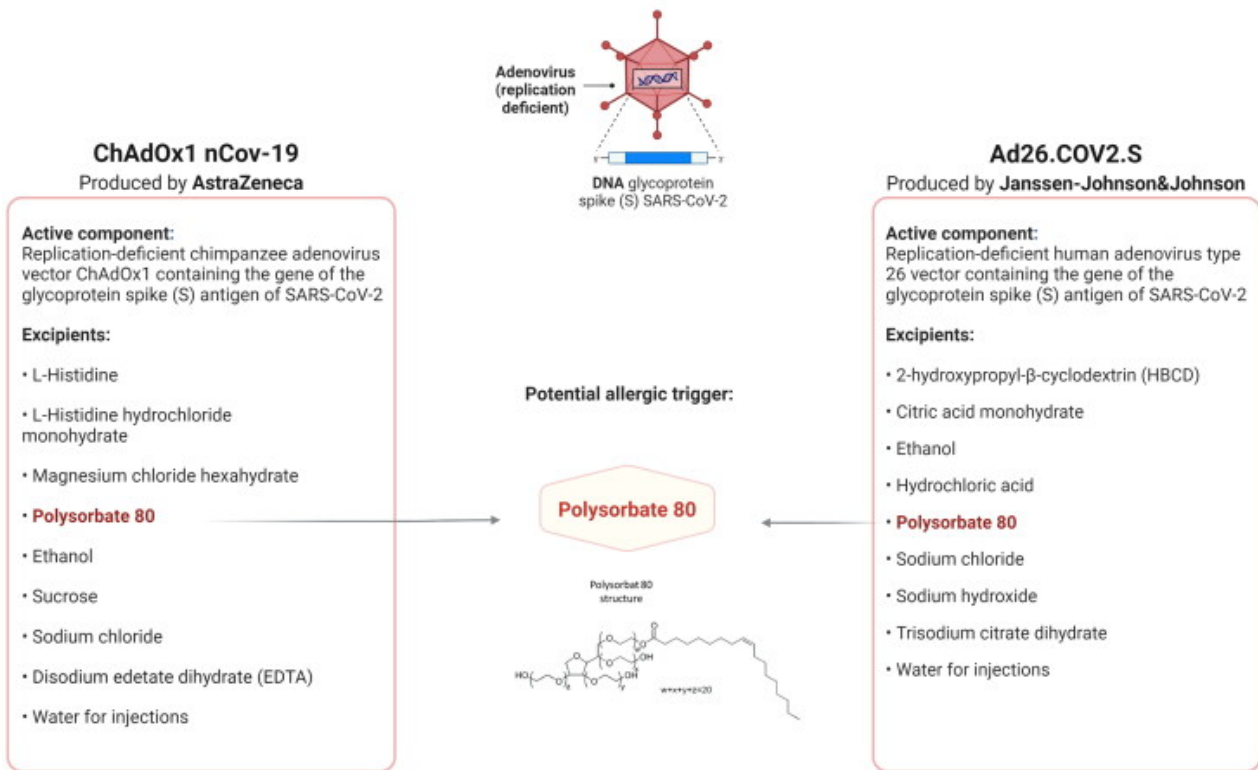 Adenovirus
(replication
deficient)
5'
3'
DNA glycoprotein
spike (S) SARS-CoV-2
ChAdOx1 nCov-19
Produced by AstraZeneca
Active component:
Replication-deficient chimpanzee adenovirus
vector ChAdOx1 containing the gene of the
glycoprotein spike (S) antigen of SARS-CoV-2
Excipients:
• L-Histidine
• L-Histidine hydrochloride
monohydrate
• Magnesium chloride hexahydrate
• Polysorbate 80
• Ethanol
• Sucrose
• Sodium chloride
• Disodium edetate dihydrate (EDTA)
• Water for injections
Potential allergic trigger:
Polysorbate 80
Polysorbat 80
structure
HO
O
O
O
OH
O
OH
O
O
w+x+y+z=20
Ad26.COV2.S
Produced by Janssen-Johnson&Johnson
Active component:
Replication-deficient human adenovirus type
26 vector containing the gene of the
glycoprotein spike (S) antigen of SARS-CoV-2
Excipients:
• 2-hydroxypropyl-β-cyclodextrin (HBCD)
• Citric acid monohydrate
• Ethanol
• Hydrochloric acid
• Polysorbate 80
• Sodium chloride
• Sodium hydroxide
• Trisodium citrate dihydrate
• Water for injections